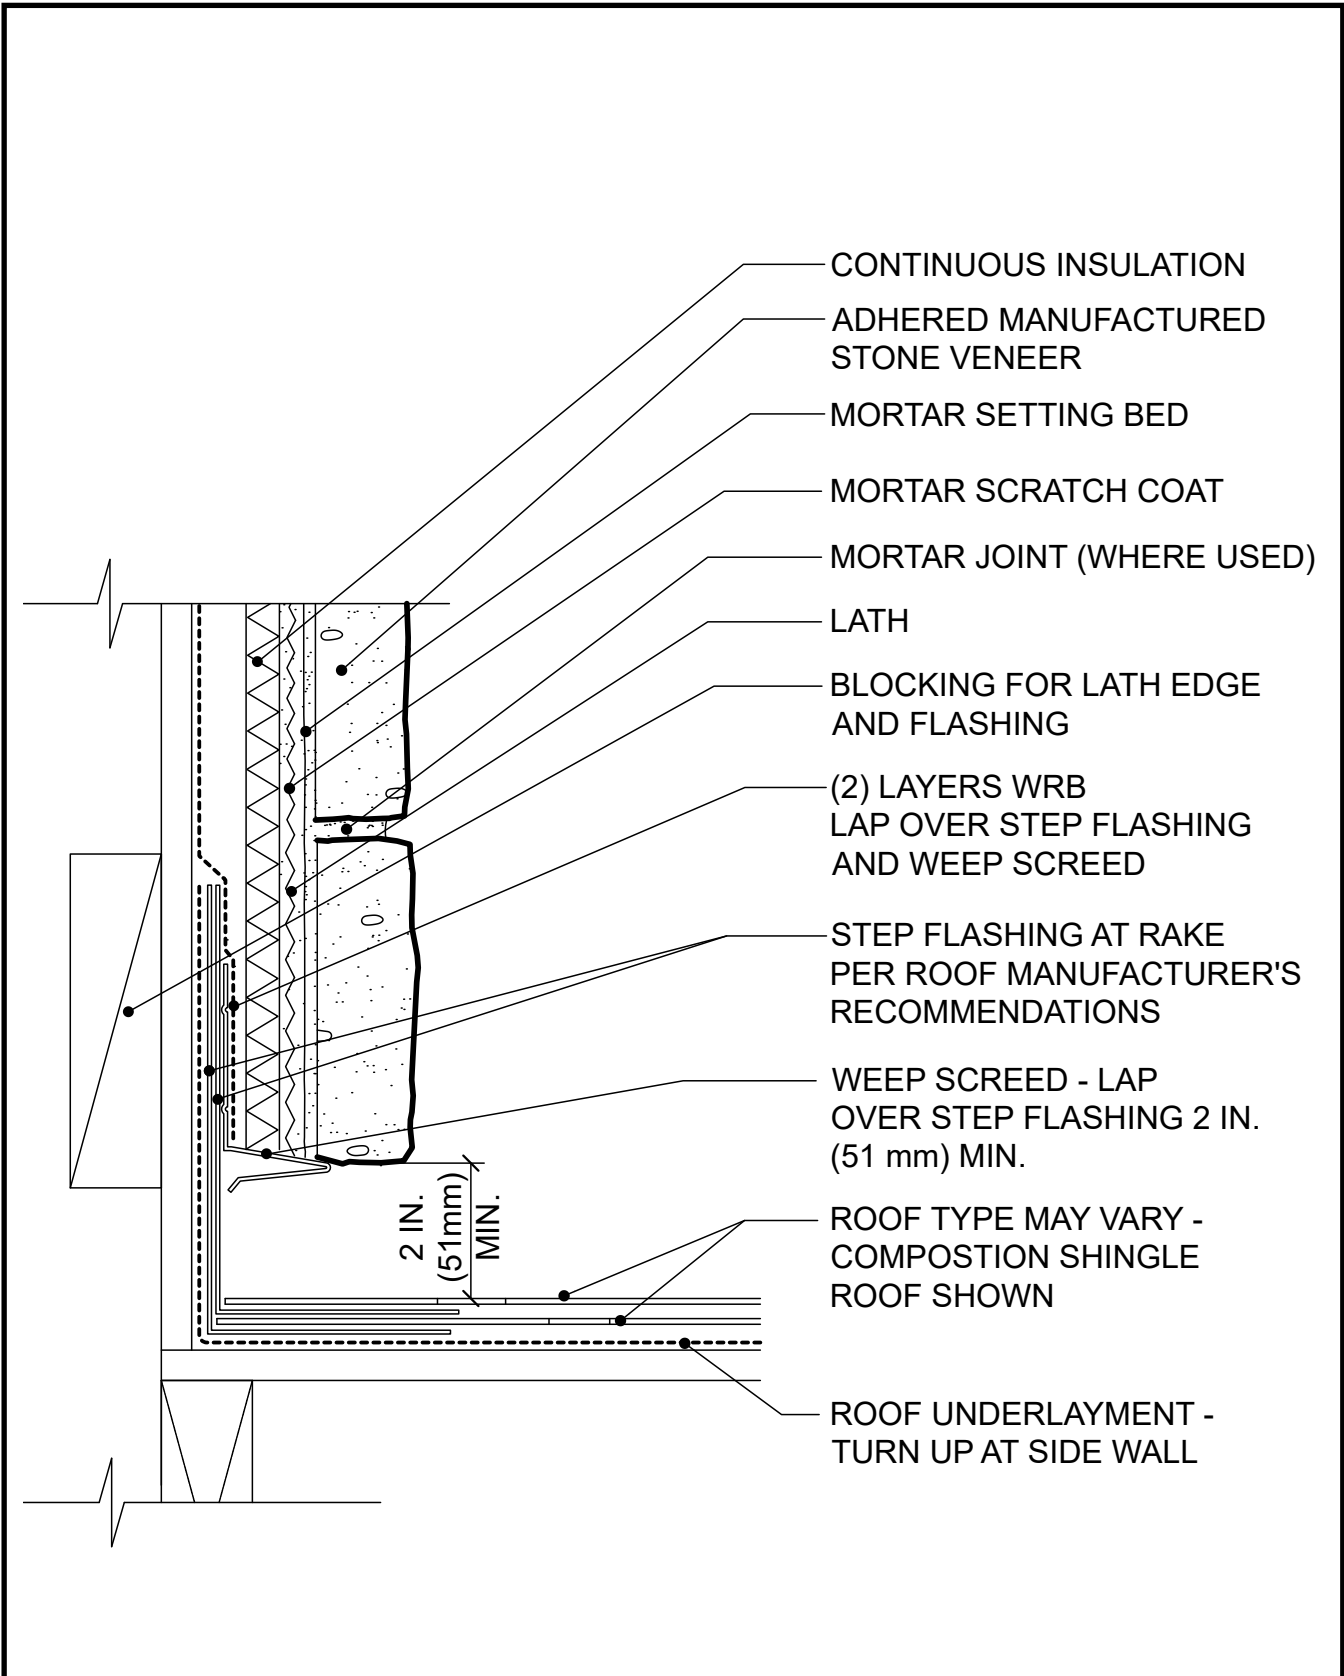 CONTINUOUS INSULATION
ADHERED MANUFACTURED
STONE VENEER
MORTAR SETTING BED
MORTAR SCRATCH COAT
MORTAR JOINT (WHERE USED)
LATH
BLOCKING FOR LATH EDGE
AND FLASHING
(2) LAYERS WRB
LAP OVER STEP FLASHING
AND WEEP SCREED
STEP FLASHING AT RAKE
PER ROOF MANUFACTURER'S
RECOMMENDATIONS
WEEP SCREED - LAP
OVER STEP FLASHING 2 IN.
(51 mm) MIN.
2 IN.
(51mm)
MIN.
ROOF TYPE MAY VARY -
COMPOSTION SHINGLE
ROOF SHOWN
ROOF UNDERLAYMENT -
TURN UP AT SIDE WALL